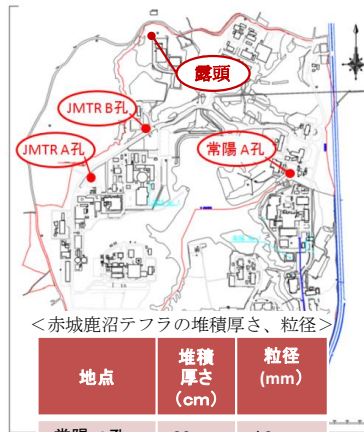 露頭
JMTR B孔
JMTR A孔
常陽 A孔
＜赤城鹿沼テフラの堆積厚さ、粒径＞
地点
堆積
厚さ
（cm）
粒径
(mm)